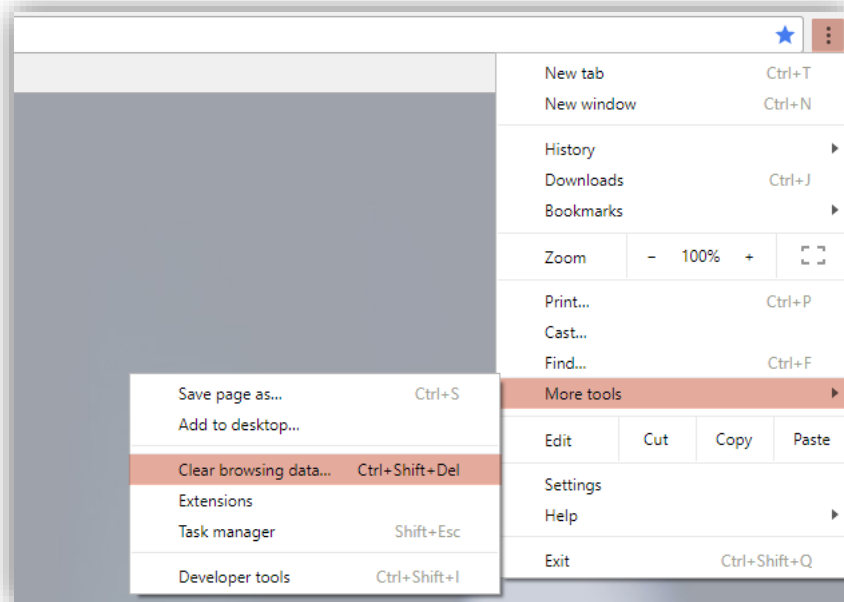 New tab Ctrl+T
New window Ctrl+N
History
Downloads Ctrl+J
Bookmarks
Zoom - 100% +
Print... Ctrl+P
Cast...
Find... Ctrl+F
More tools
Edit Cut Copy Paste
Settings
Help
Exit Ctrl+Shift+Q
Save page as... Ctrl+S
Add to desktop...
Clear browsing data... Ctrl+Shift+Del
Extensions
Task manager Shift+Esc
Developer tools Ctrl+Shift+I